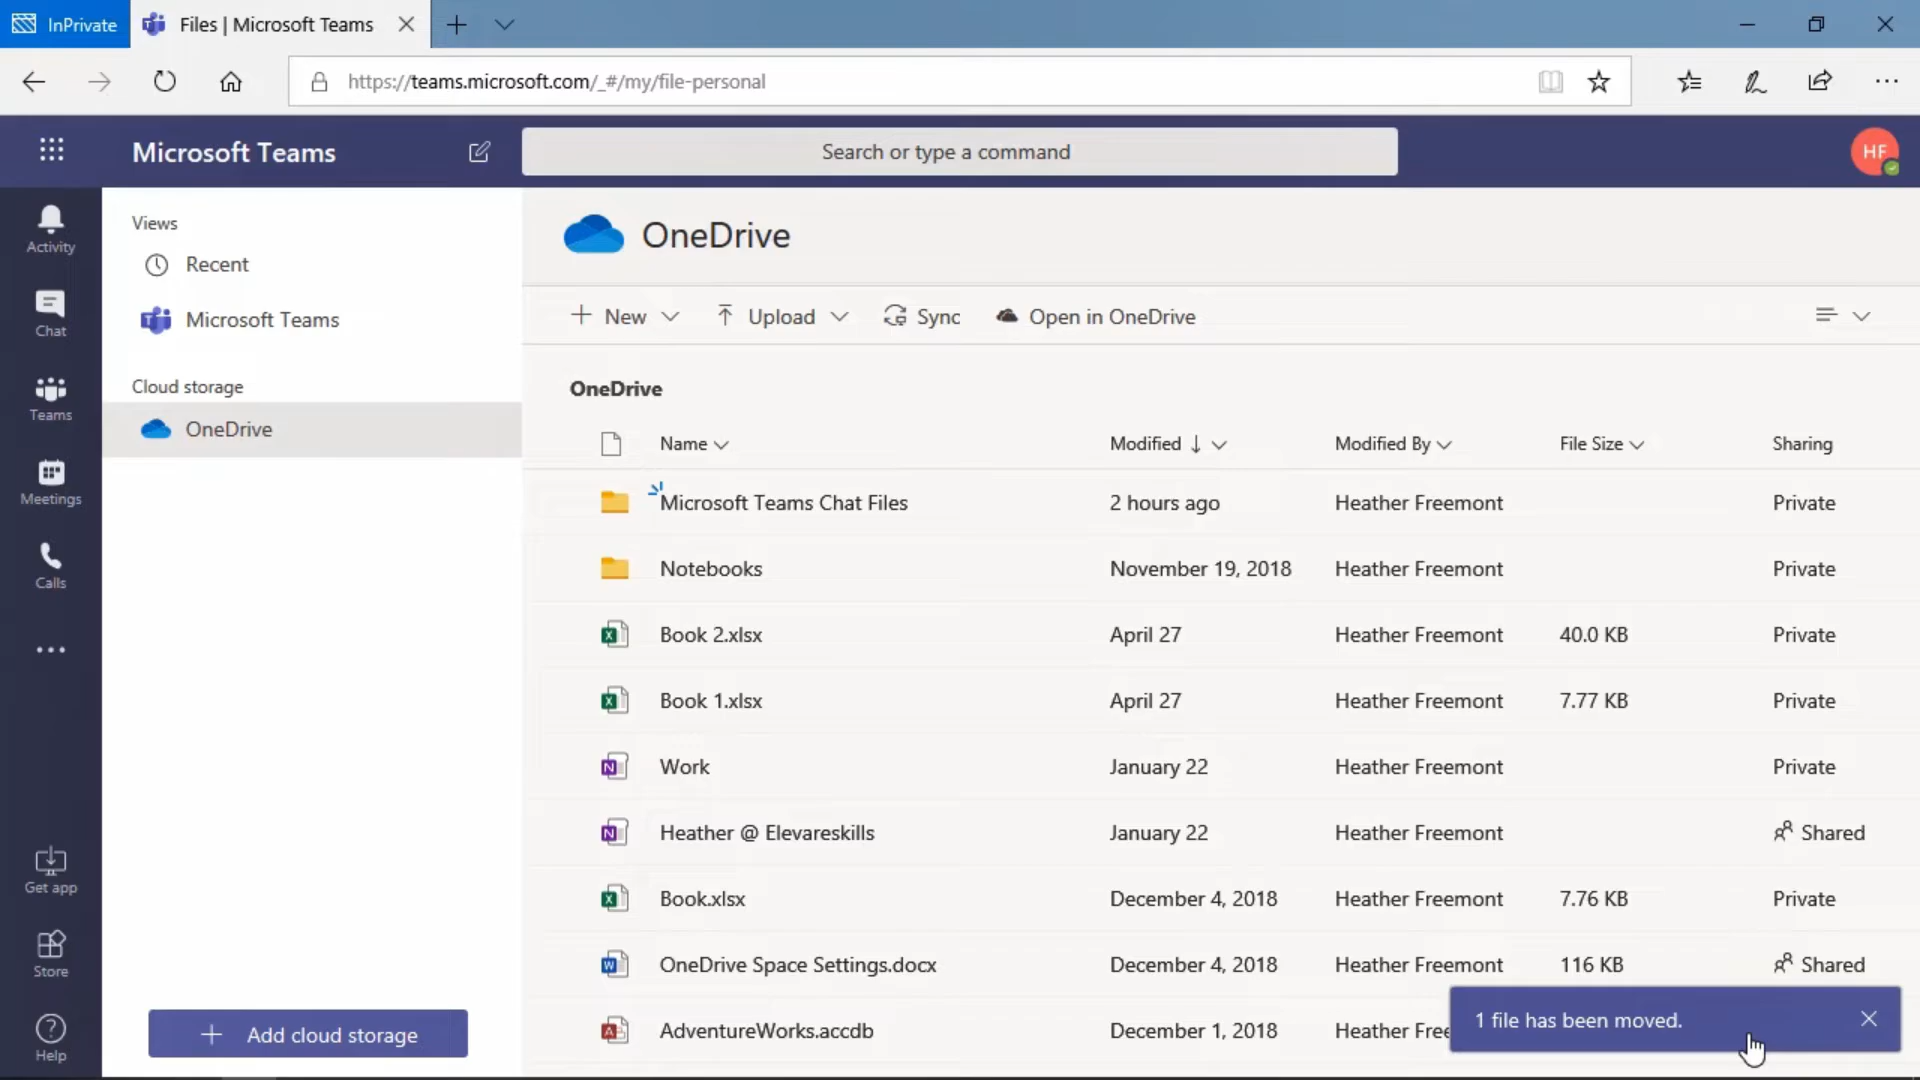 InPrivate
Files | Microsoft Teams
https://teams.microsoft.com/_#/my/file-personal
Microsoft Teams
Search or type a command
HF
Activity
Chat
Teams
Meetings
Calls
Get app
Store
Help
Views
Recent
Microsoft Teams
Cloud storage
OneDrive
Add cloud storage
OneDrive
New Upload Sync Open in OneDrive
OneDrive
Name Modified Modified By File Size Sharing
Microsoft Teams Chat Files 2 hours ago Heather Freemont Private
Notebooks November 19, 2018 Heather Freemont Private
Book 2.xlsx April 27 Heather Freemont 40.0 KB Private
Book 1.xlsx April 27 Heather Freemont 7.77 KB Private
Work January 22 Heather Freemont Private
Heather @ Elevareskills January 22 Heather Freemont Shared
Book.xlsx December 4, 2018 Heather Freemont 7.76 KB Private
OneDrive Space Settings.docx December 4, 2018 Heather Freemont 116 KB Shared
AdventureWorks.accdb December 1, 2018 Heather Fre
1 file has been moved.